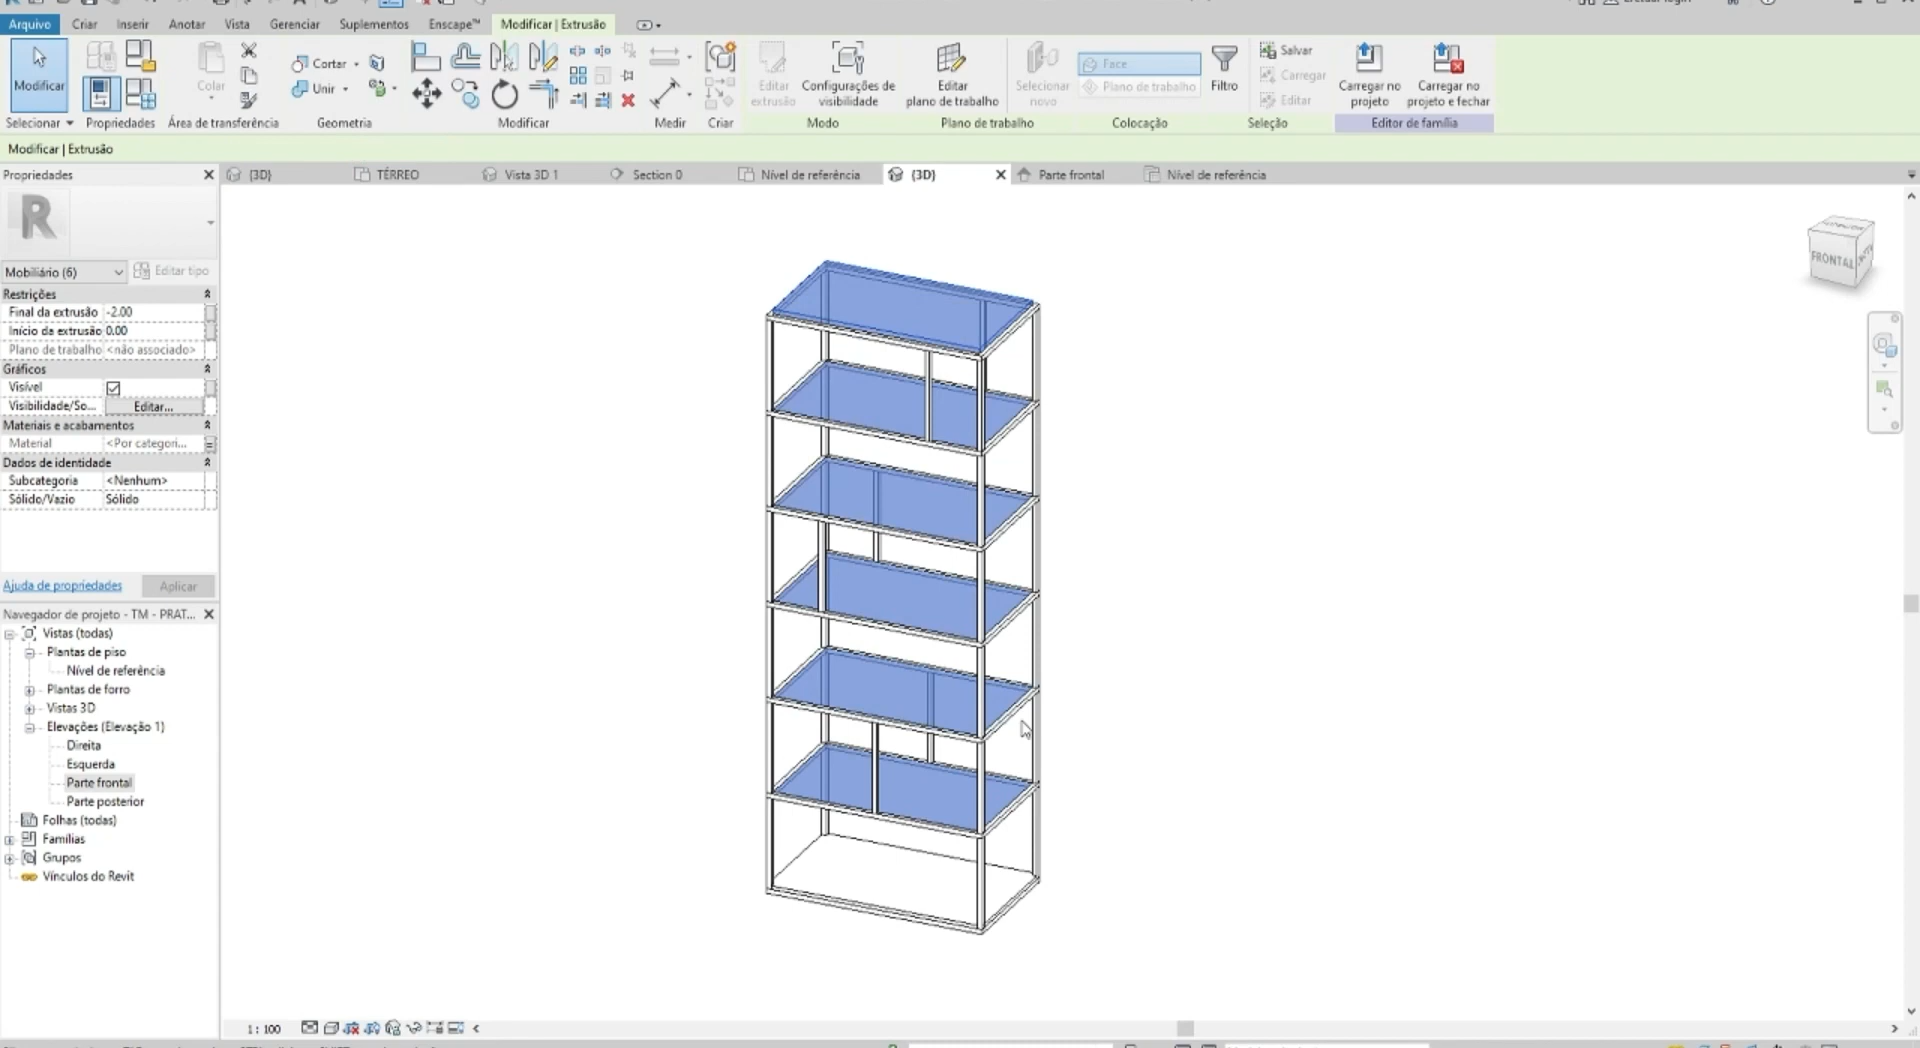 Arquivo Criar Inserir Anotar Vista Gerenciar Suplementos Enscape™ Modificar | Extrusão
Modificar
Colar
Cortar
Unir
Editar extrusão
Configurações de visibilidade
Editar plano de trabalho
Selecionar novo
Face
Plano de trabalho
Filtro
Salvar
Carregar
Editar
Carregar no projeto
Carregar no projeto e fechar
Selecionar Propriedades Área de transferência Geometria Modificar Medir Criar Modo Plano de trabalho Colocação Seleção Editor de família
Modificar | Extrusão
Propriedades
{3D} TÉRREO Vista 3D 1 Section 0 Nível de referência {3D} Parte frontal Nível de referência
R
Mobiliário (6) Editar tipo
Restrições
Final da extrusão -2.00
Início da extrusão 0.00
Plano de trabalho <não associado>
Gráficos
Visível
Visibilidade/So... Editar...
Materiais e acabamentos
Material <Por categori...
Dados de identidade
Subcategoria <Nenhum>
Sólido/Vazio Sólido
Ajuda de propriedades Aplicar
Navegador de projeto - TM - PRAT...
Vistas (todas)
Plantas de piso
Nível de referência
Plantas de forro
Vistas 3D
Elevações (Elevação 1)
Direita
Esquerda
Parte frontal
Parte posterior
Folhas (todas)
Famílias
Grupos
Vínculos do Revit
FRONTAL
1 : 100